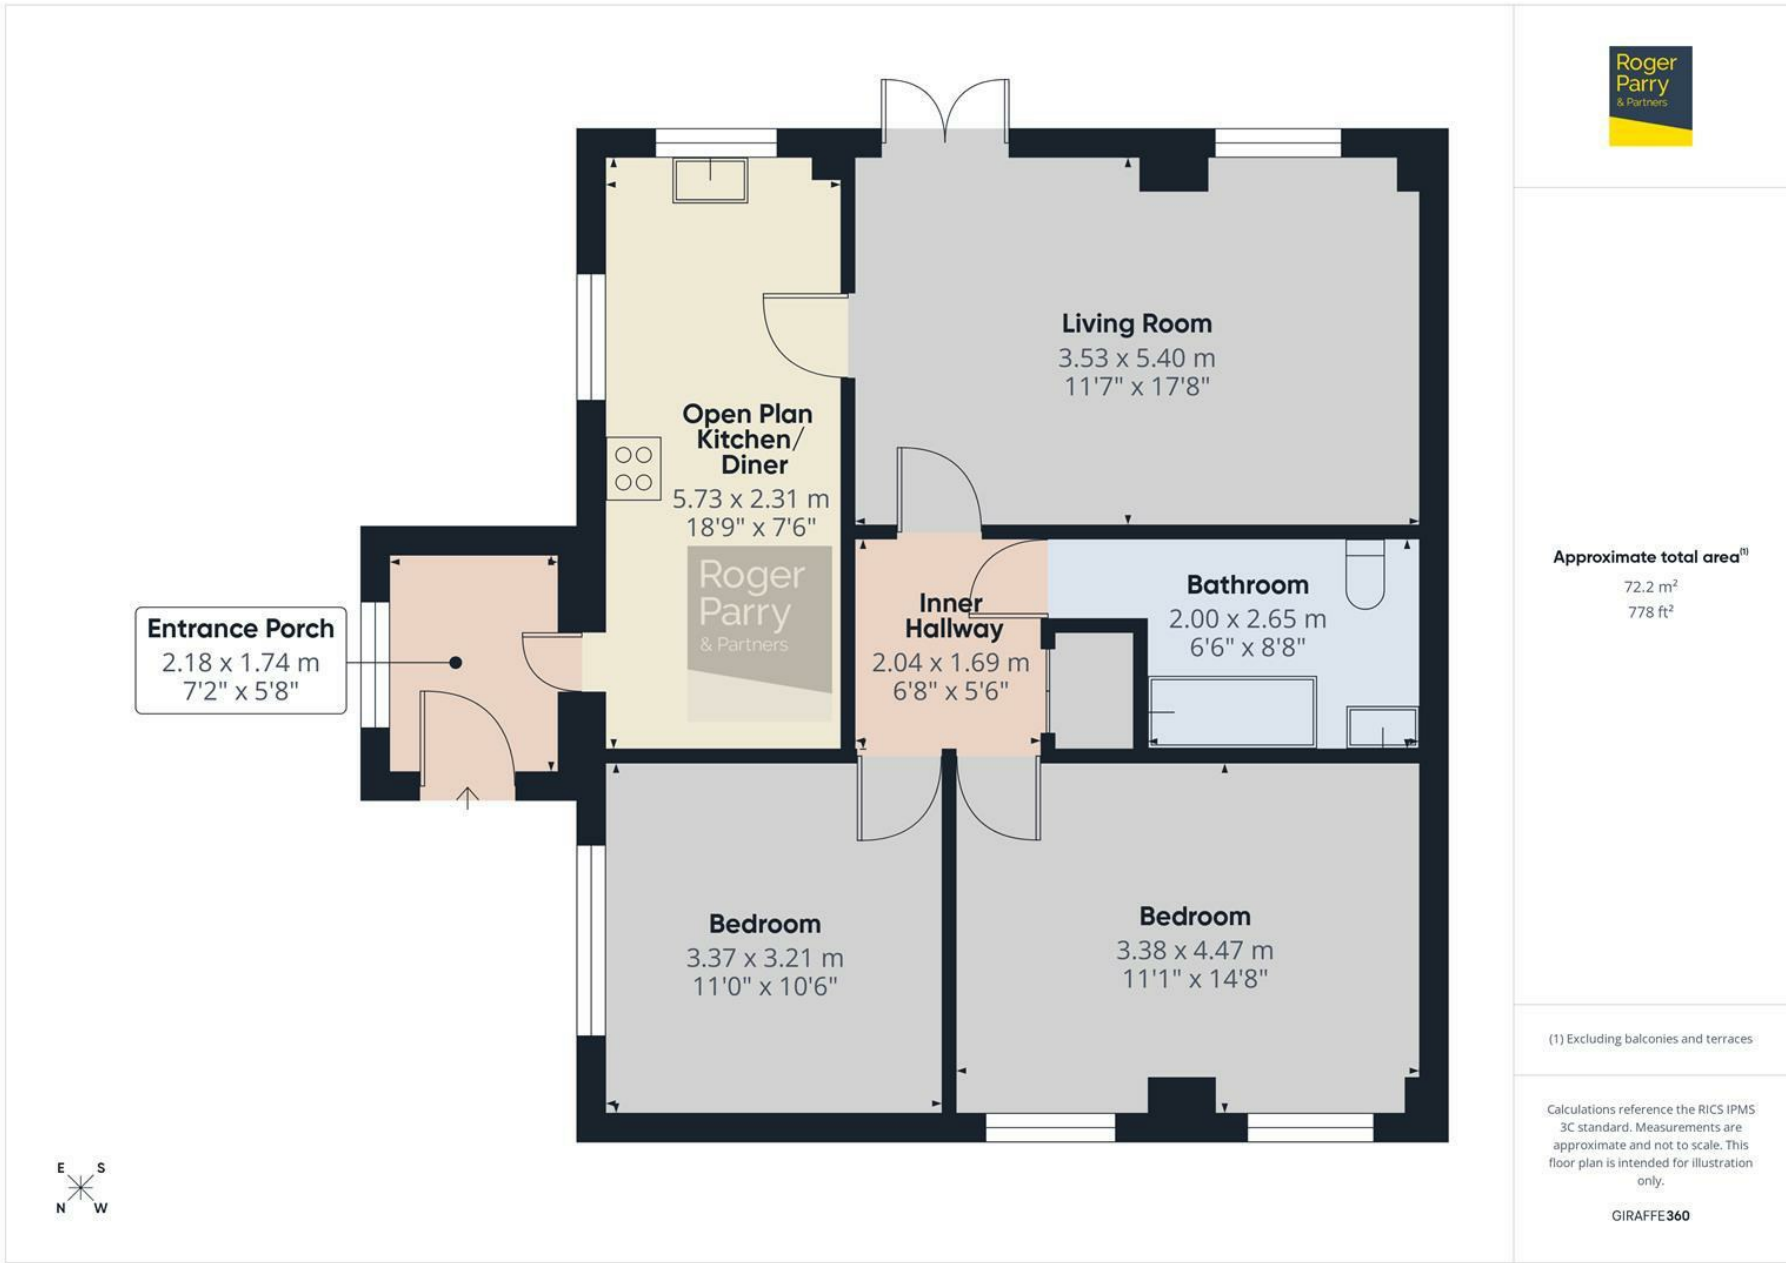 Roger
Parry
& Partners
Living Room
3.53 x 5.40 m
11'7" x 17'8"
Open Plan
Kitchen/
Diner
5.73 x 2.31 m
18'9" x 7'6"
Roger
Parry
& Partners
Entrance Porch
2.18 x 1.74 m
7'2" x 5'8"
Inner
Hallway
2.04 x 1.69 m
6'8" x 5'6"
Bathroom
2.00 x 2.65 m
6'6" x 8'8"
Bedroom
3.37 x 3.21 m
11'0" x 10'6"
Bedroom
3.38 x 4.47 m
11'1" x 14'8"
E S
N W
Approximate total area(1)
72.2 m²
778 ft²
(1) Excluding balconies and terraces
Calculations reference the RICS IPMS
3C standard. Measurements are
approximate and not to scale. This
floor plan is intended for illustration
only.
GIRAFFE360